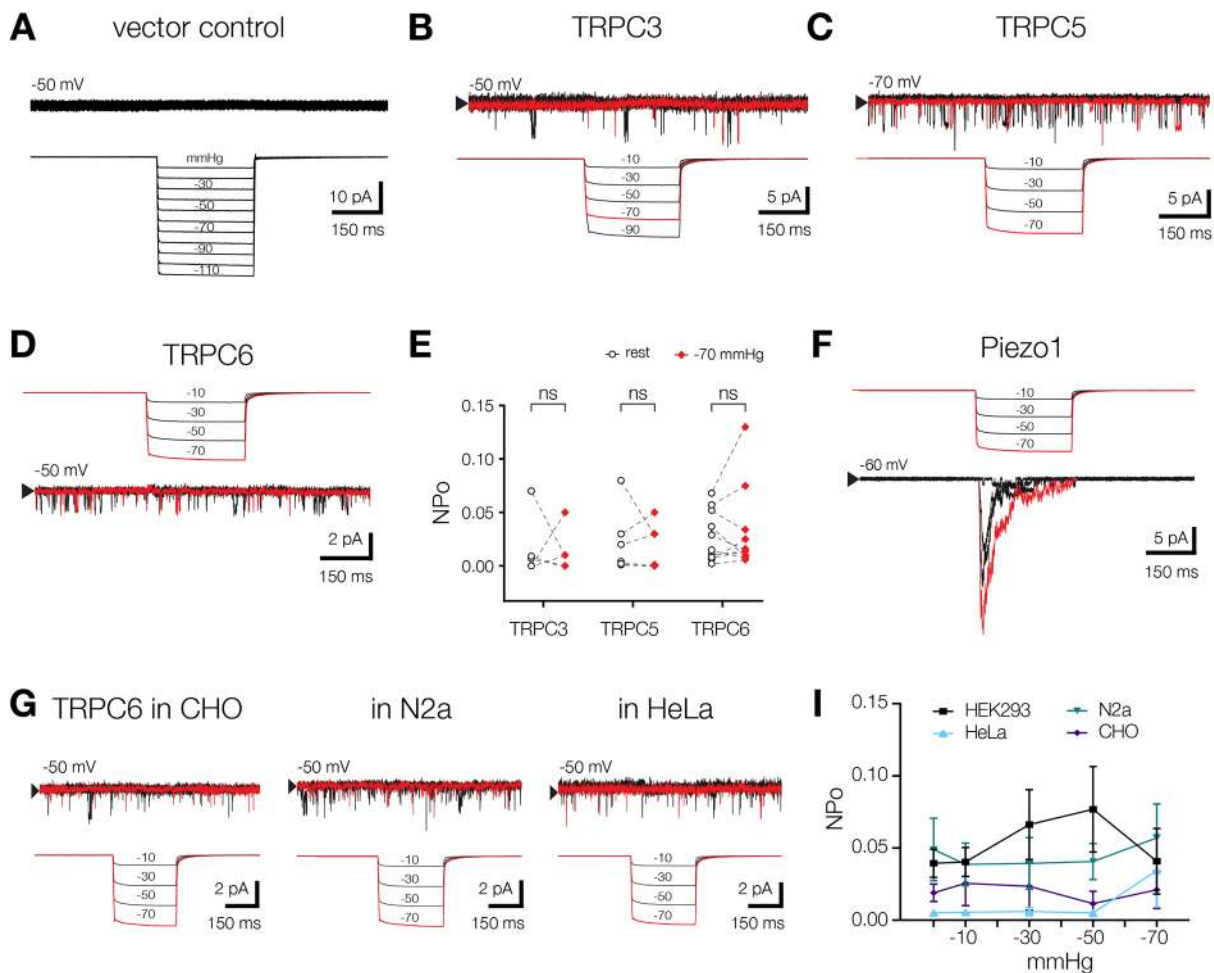 A vector control
-50 mV
mmHg
-30
-50
-70
-90
-110
10 pA
150 ms
B TRPC3
-50 mV
-10
-30
-50
-70
-90
5 pA
150 ms
C TRPC5
-70 mV
-10
-30
-50
-70
5 pA
150 ms
D TRPC6
-10
-30
-50
-70
-50 mV
2 pA
150 ms
E
rest -70 mmHg
ns ns ns
0.15
0.10
0.05
0.00
NPo
TRPC3 TRPC5 TRPC6
F Piezo1
-10
-30
-50
-70
-60 mV
5 pA
150 ms
G TRPC6 in CHO
-50 mV
-10
-30
-50
-70
2 pA
150 ms
in N2a
-50 mV
-10
-30
-50
-70
2 pA
150 ms
in HeLa
-50 mV
-10
-30
-50
-70
2 pA
150 ms
I
HEK293 N2a
HeLa CHO
0.15
0.10
0.05
0.00
NPo
-10 -30 -50 -70
mmHg